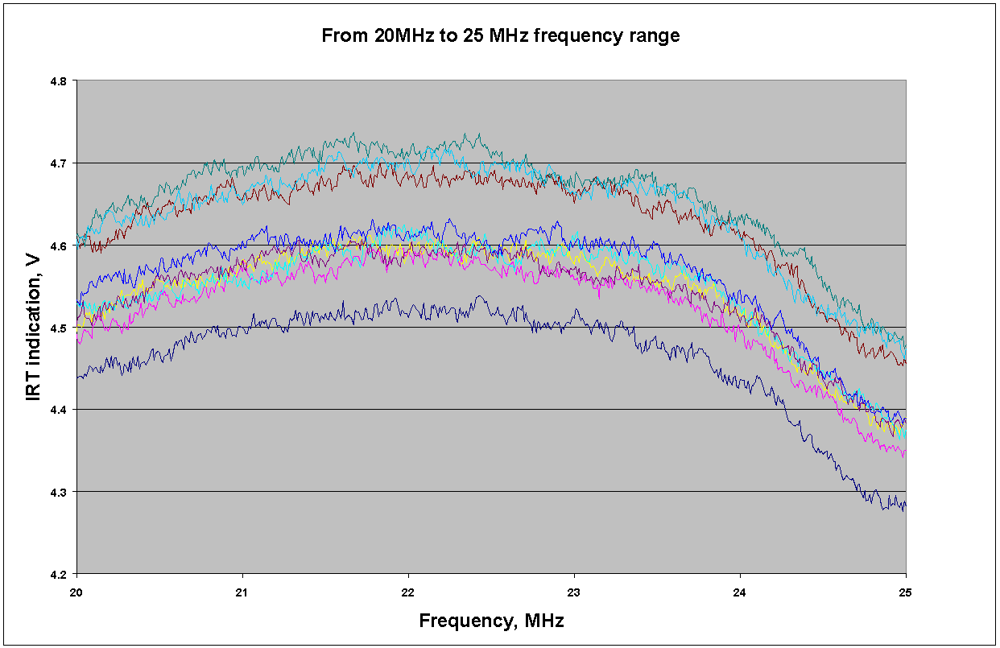 From 20MHz to 25 MHz frequency range
4.8
4.7
4.6
4.5
4.4
4.3
4.2
IRT indication, V
20 21 22 23 24 25
Frequency, MHz